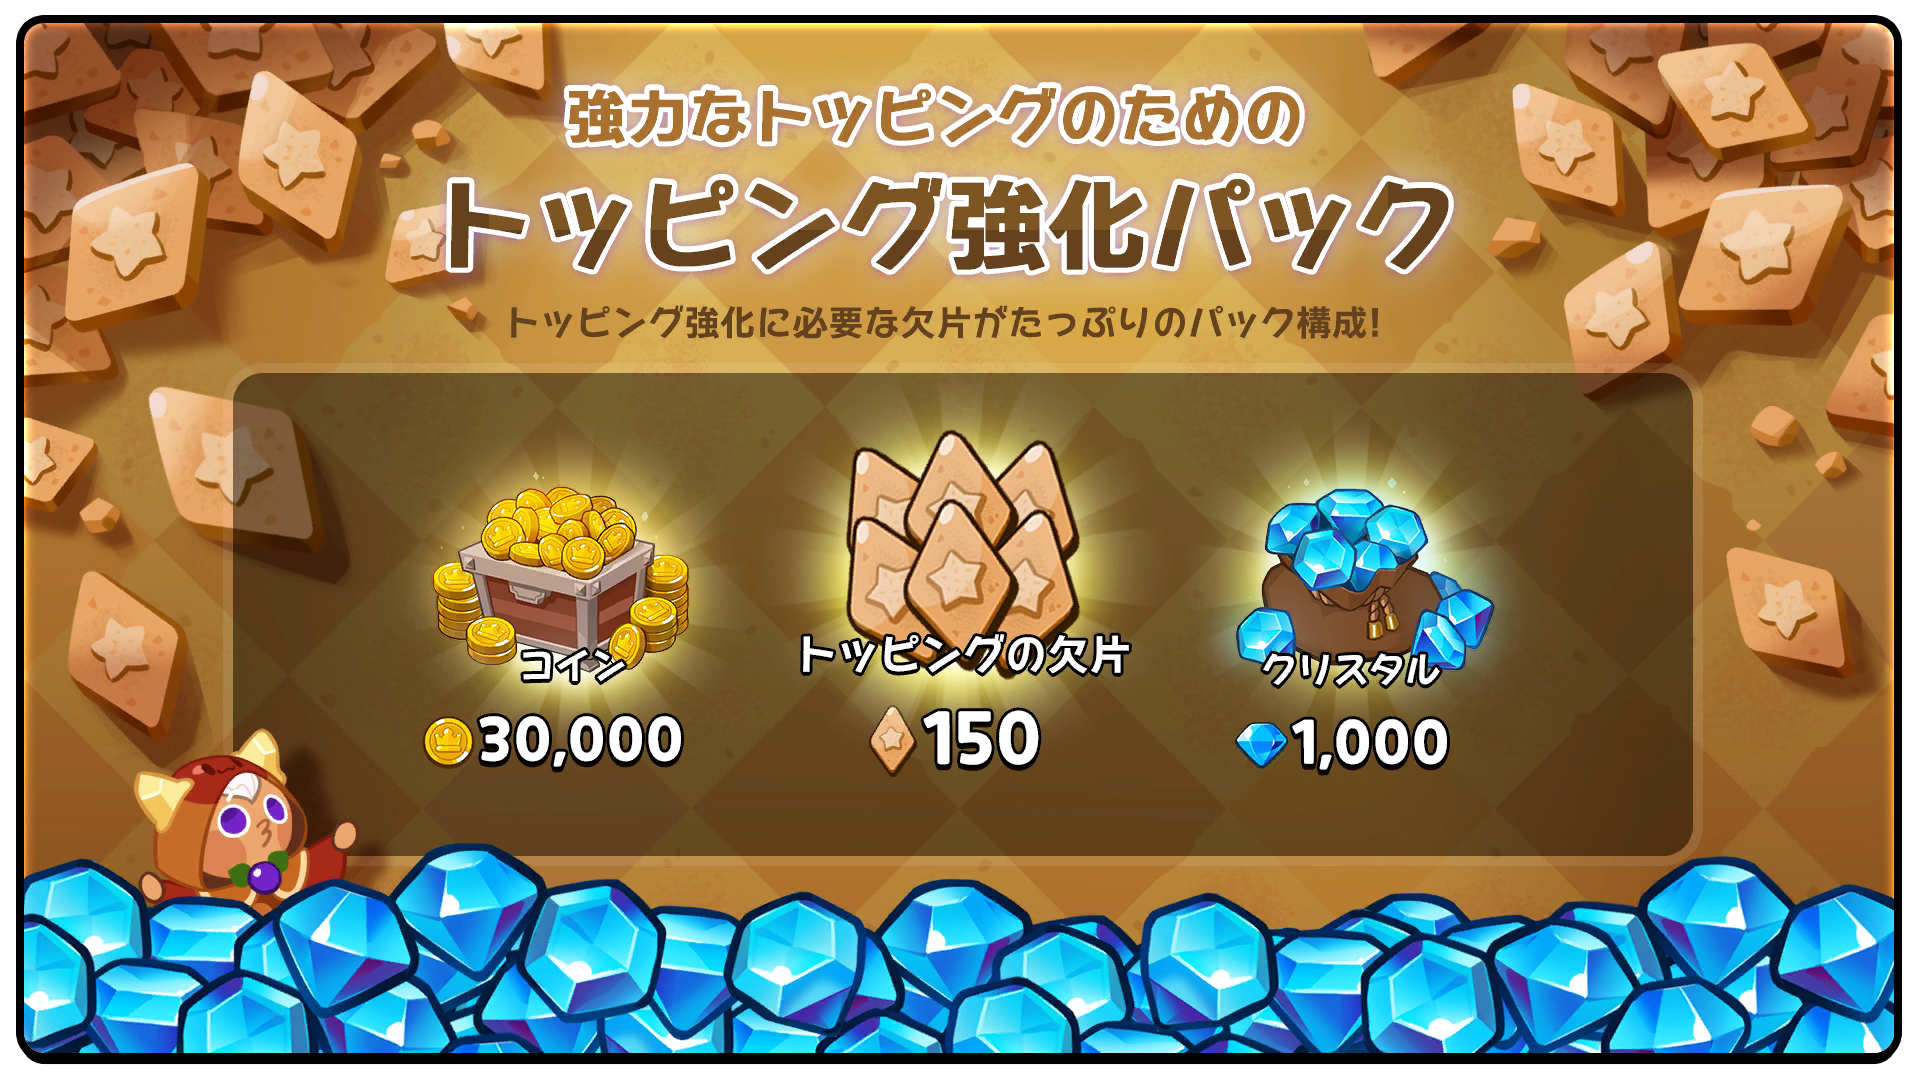 強力なトッピングのための
トッピング強化パック
トッピング強化に必要な欠片がたっぷりのパック構成!
コイン
30,000
トッピングの欠片
150
クリスタル
1,000